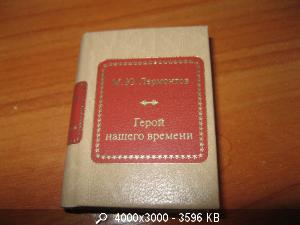 М. Ю. Лермонтов
Герой
нашего времени
4000x3000 - 3596 KB